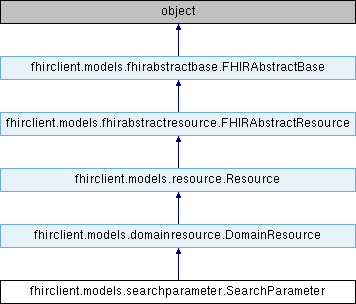 object
fhirclient.models.fhirabstractbase.FHIRAbstractBase
fhirclient.models.fhirabstractresource.FHIRAbstractResource
fhirclient.models.resource.Resource
fhirclient.models.domainresource.DomainResource
fhirclient.models.searchparameter.SearchParameter